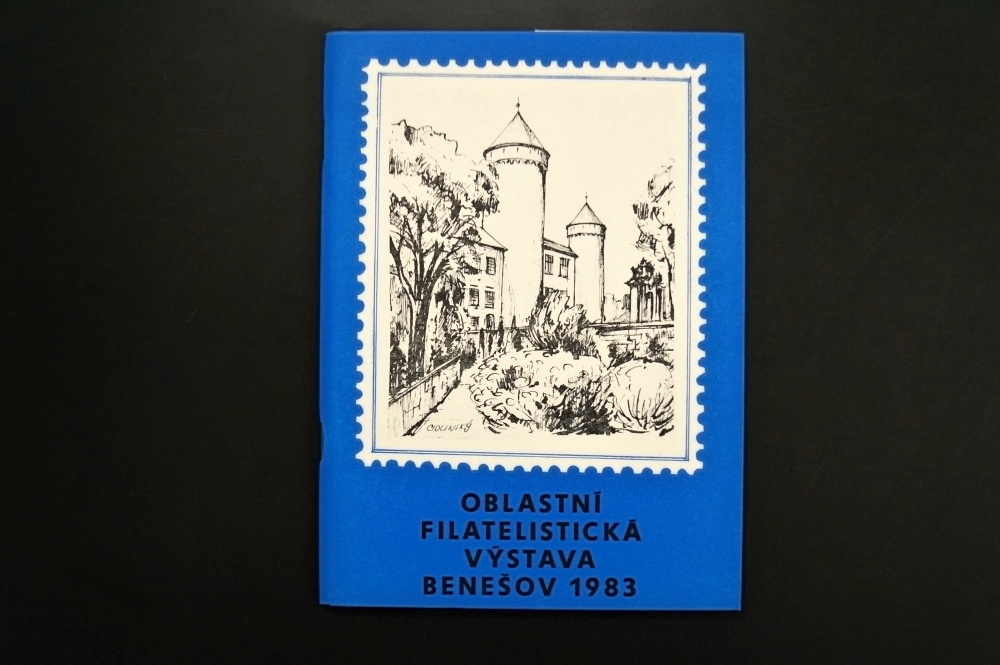 OBLASTNÍ
FILATELISTICKÁ
VÝSTAVA
BENEŠOV 1983